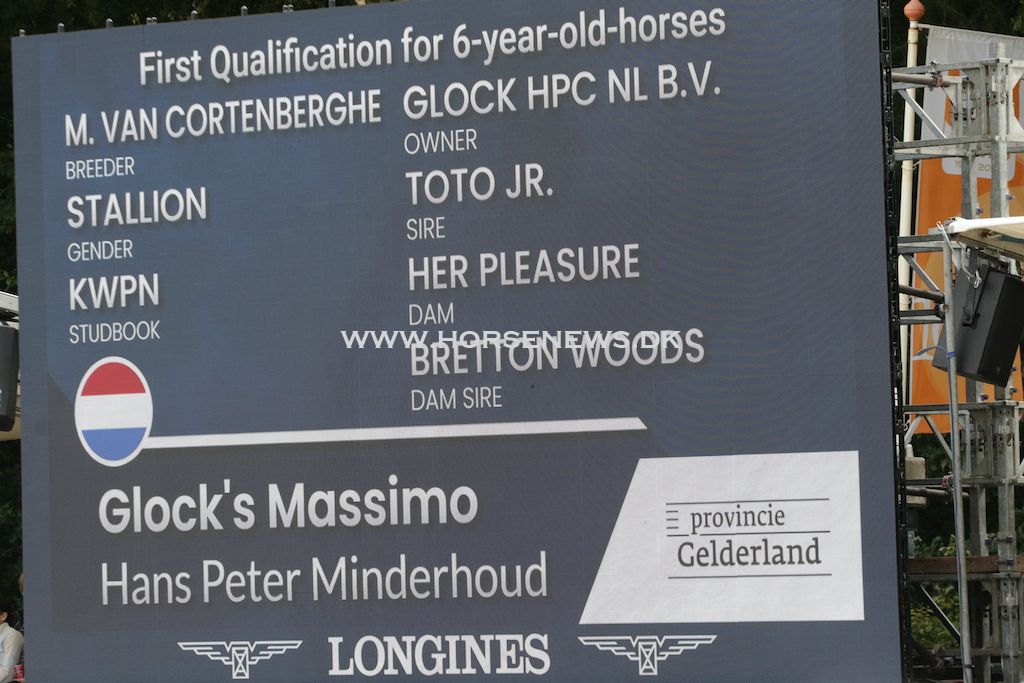 First Qualification for 6-year-old-horses
M. VAN CORTENBERGHE
BREEDER
STALLION
GENDER
KWPN
STUDBOOK
GLOCK HPC NL B.V.
OWNER
TOTO JR.
SIRE
HER PLEASURE
DAM
WWW.HORSENEWS.DK
BRETTON WOODS
DAM SIRE
Glock's Massimo
Hans Peter Minderhoud
provincie
Gelderland
LONGINES